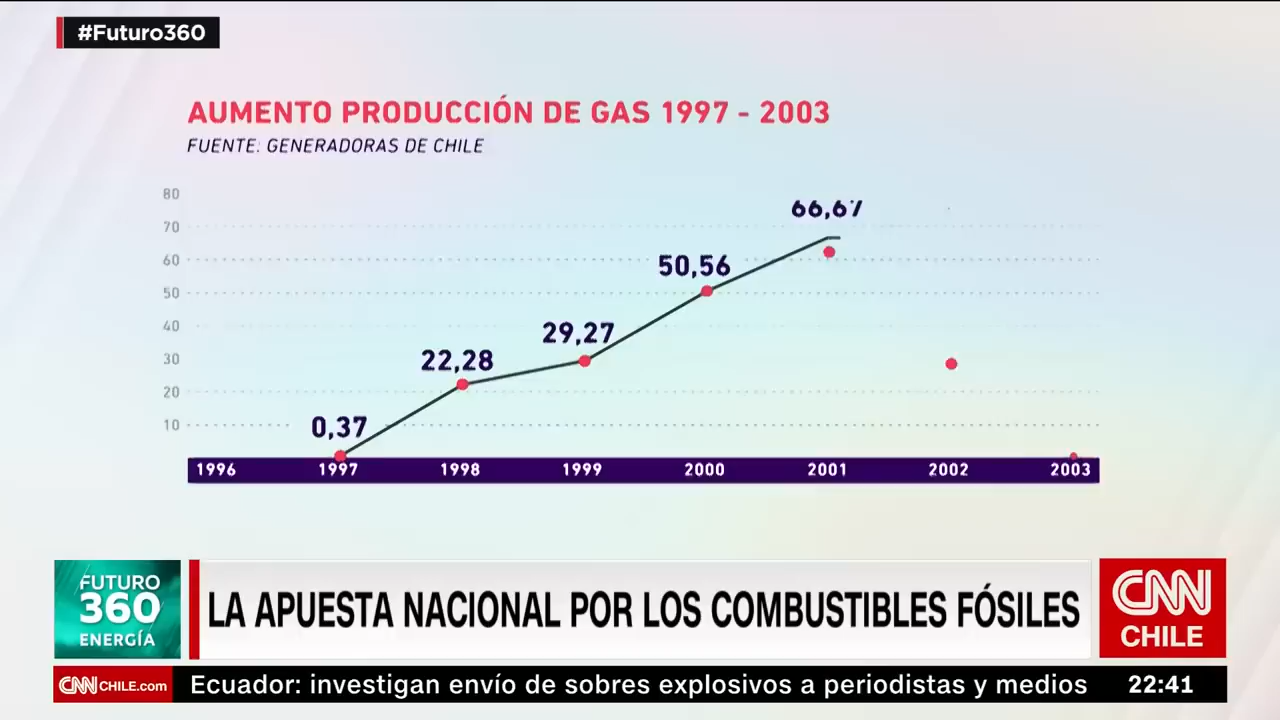 #Futuro360
AUMENTO PRODUCCIÓN DE GAS 1997 - 2003
FUENTE: GENERADORAS DE CHILE
80
70
60
50
40
30
20
10
0,37
22,28
29,27
50,56
66,67
1996 1997 1998 1999 2000 2001 2002 2003
FUTURO
360
ENERGÍA
LA APUESTA NACIONAL POR LOS COMBUSTIBLES FÓSILES
CNN
CHILE
CNNCHILE.com
Ecuador: investigan envío de sobres explosivos a periodistas y medios
22:41